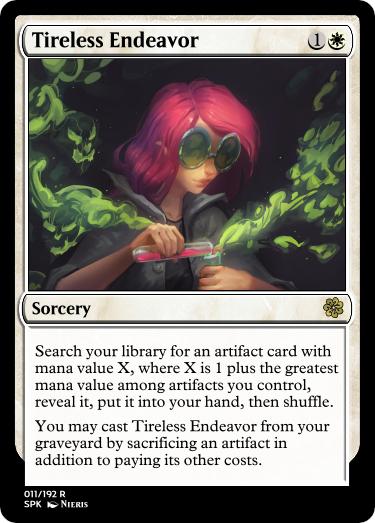 Tireless Endeavor 1
Sorcery
Search your library for an artifact card with
mana value X, where X is 1 plus the greatest
mana value among artifacts you control,
reveal it, put it into your hand, then shuffle.
You may cast Tireless Endeavor from your
graveyard by sacrificing an artifact in
addition to paying its other costs.
011/192 R
SPK Nieris